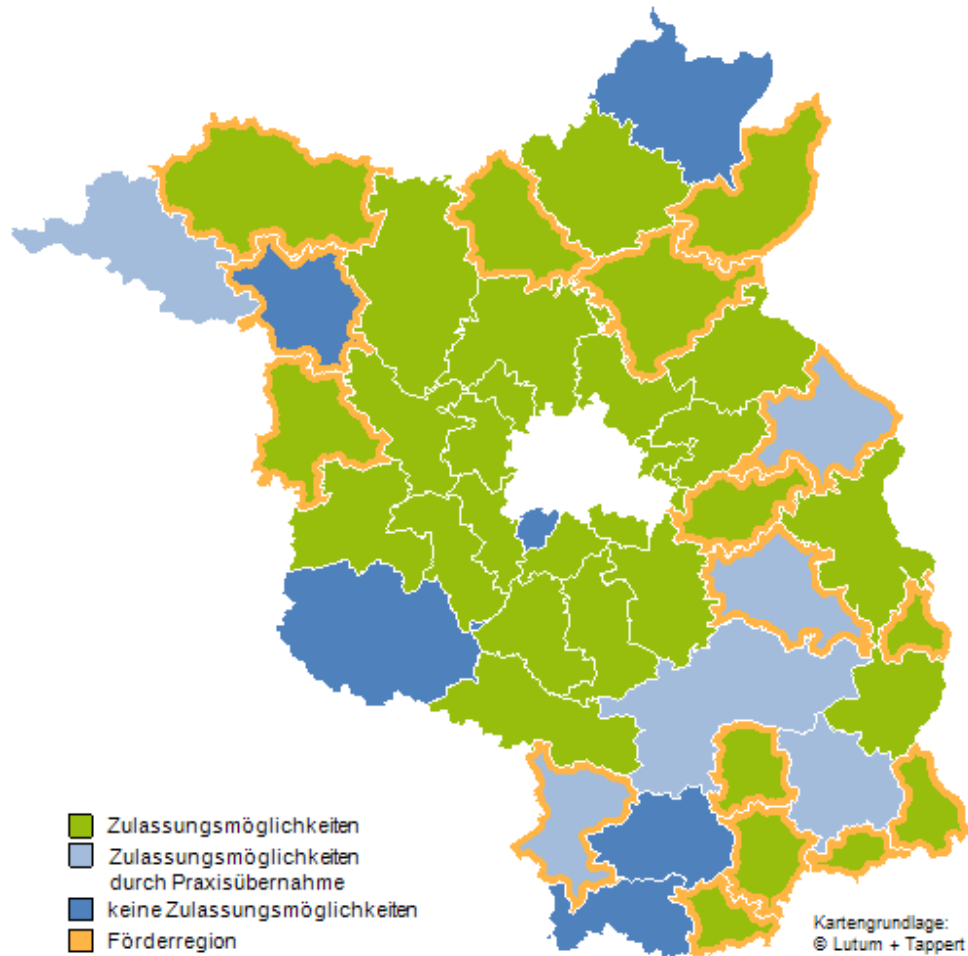 Zulassungsmöglichkeiten
Zulassungsmöglichkeiten
durch Praxisübernahme
keine Zulassungsmöglichkeiten
Förderregion
Kartengrundlage:
© Lutum + Tappert